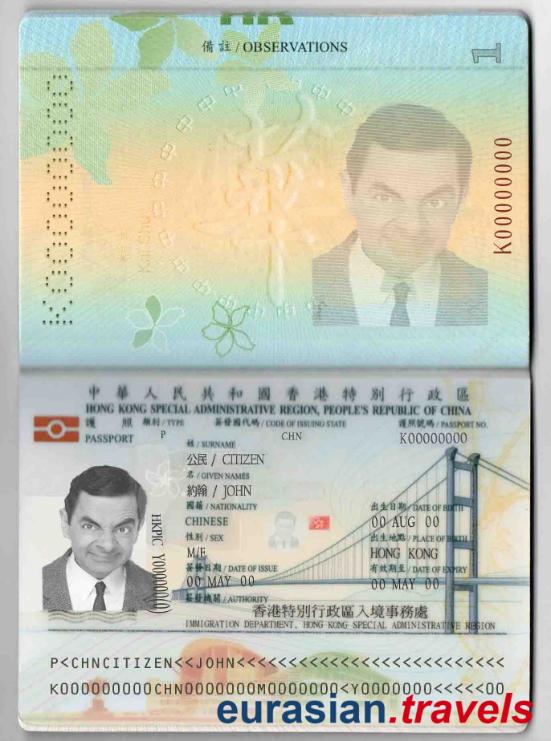 HK
備註 / OBSERVATIONS
1
K00000000
K00000000
中華人民共和國香港特別行政區
HONG KONG SPECIAL ADMINISTRATIVE REGION, PEOPLE'S REPUBLIC OF CHINA
護照 類別 / TYPE 簽發國代碼 / CODE OF ISSUING STATE 護照號碼 / PASSPORT NO.
PASSPORT P CHN K00000000
姓 / SURNAME
公民 / CITIZEN
名 / GIVEN NAMES
約翰 / JOHN
國籍 / NATIONALITY 出生日期 / DATE OF BIRTH
CHINESE 00 AUG 00
性別 / SEX 出生地點 / PLACE OF BIRTH
M/F HONG KONG
簽發日期 / DATE OF ISSUE 有效期至 / DATE OF EXPIRY
00 MAY 00 00 MAY 00
簽發機關 / AUTHORITY
香港特別行政區入境事務處
IMMIGRATION DEPARTMENT, HONG KONG SPECIAL ADMINISTRATIVE REGION
P<CHNCITIZEN<<JOHN<<<<<<<<<<<<<<<<<<<<<<<<<<
K000000000CHN0000000M0000000<Y0000000<<<<<00
eurasian.travels